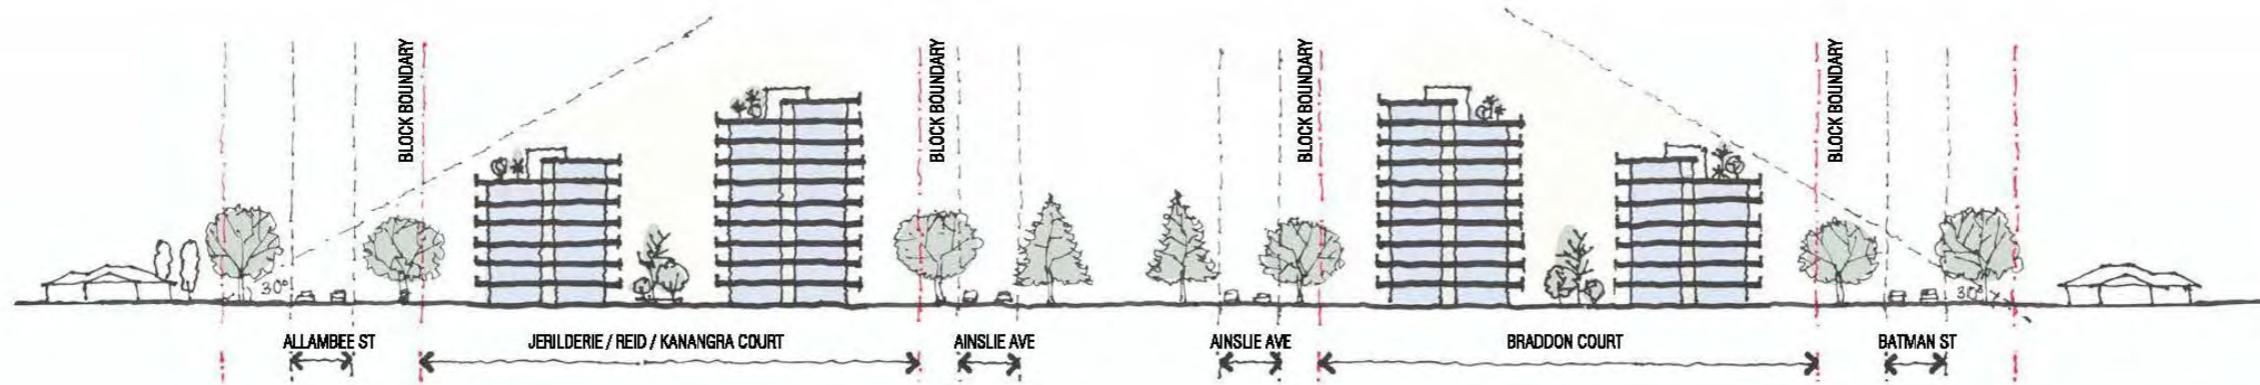 BLOCK BOUNDARY
BLOCK BOUNDARY
BLOCK BOUNDARY
BLOCK BOUNDARY
30°
30°
ALLAMBEE ST
JERILDERIE / REID / KANANGRA COURT
AINSLIE AVE
AINSLIE AVE
BRADDON COURT
BATMAN ST